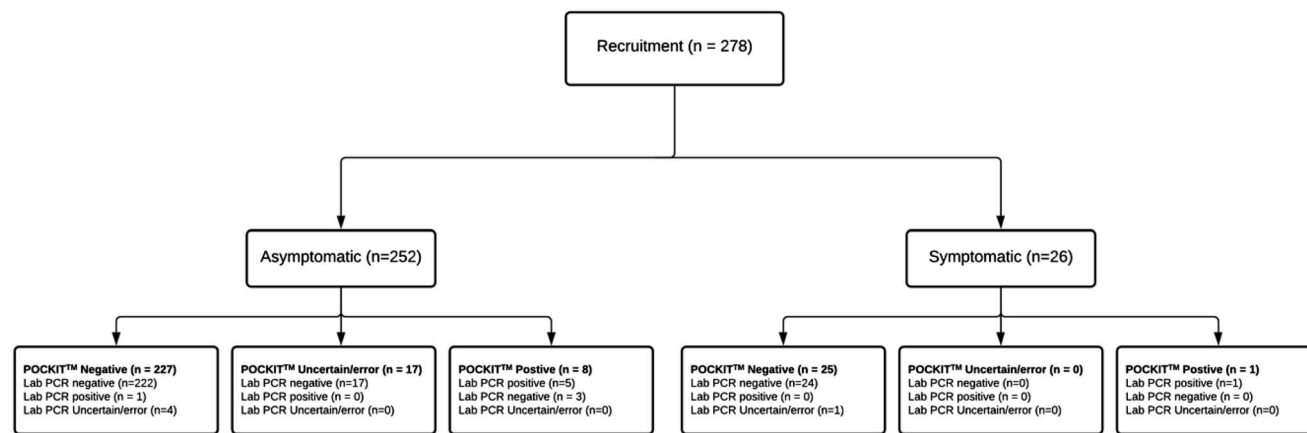 Recruitment (n = 278)
Asymptomatic (n=252)
Symptomatic (n=26)
POCKIT™ Negative (n = 227)
Lab PCR negative (n=222)
Lab PCR positive (n = 1)
Lab PCR Uncertain/error (n=4)
POCKIT™ Uncertain/error (n = 17)
Lab PCR negative (n=17)
Lab PCR positive (n = 0)
Lab PCR Uncertain/error (n=0)
POCKIT™ Postive (n = 8)
Lab PCR positive (n=5)
Lab PCR negative (n = 3)
Lab PCR Uncertain/error (n=0)
POCKIT™ Negative (n = 25)
Lab PCR negative (n=24)
Lab PCR positive (n = 0)
Lab PCR Uncertain/error (n=1)
POCKIT™ Uncertain/error (n = 0)
Lab PCR negative (n=0)
Lab PCR positive (n = 0)
Lab PCR Uncertain/error (n=0)
POCKIT™ Postive (n = 1)
Lab PCR positive (n=1)
Lab PCR negative (n = 0)
Lab PCR Uncertain/error (n=0)